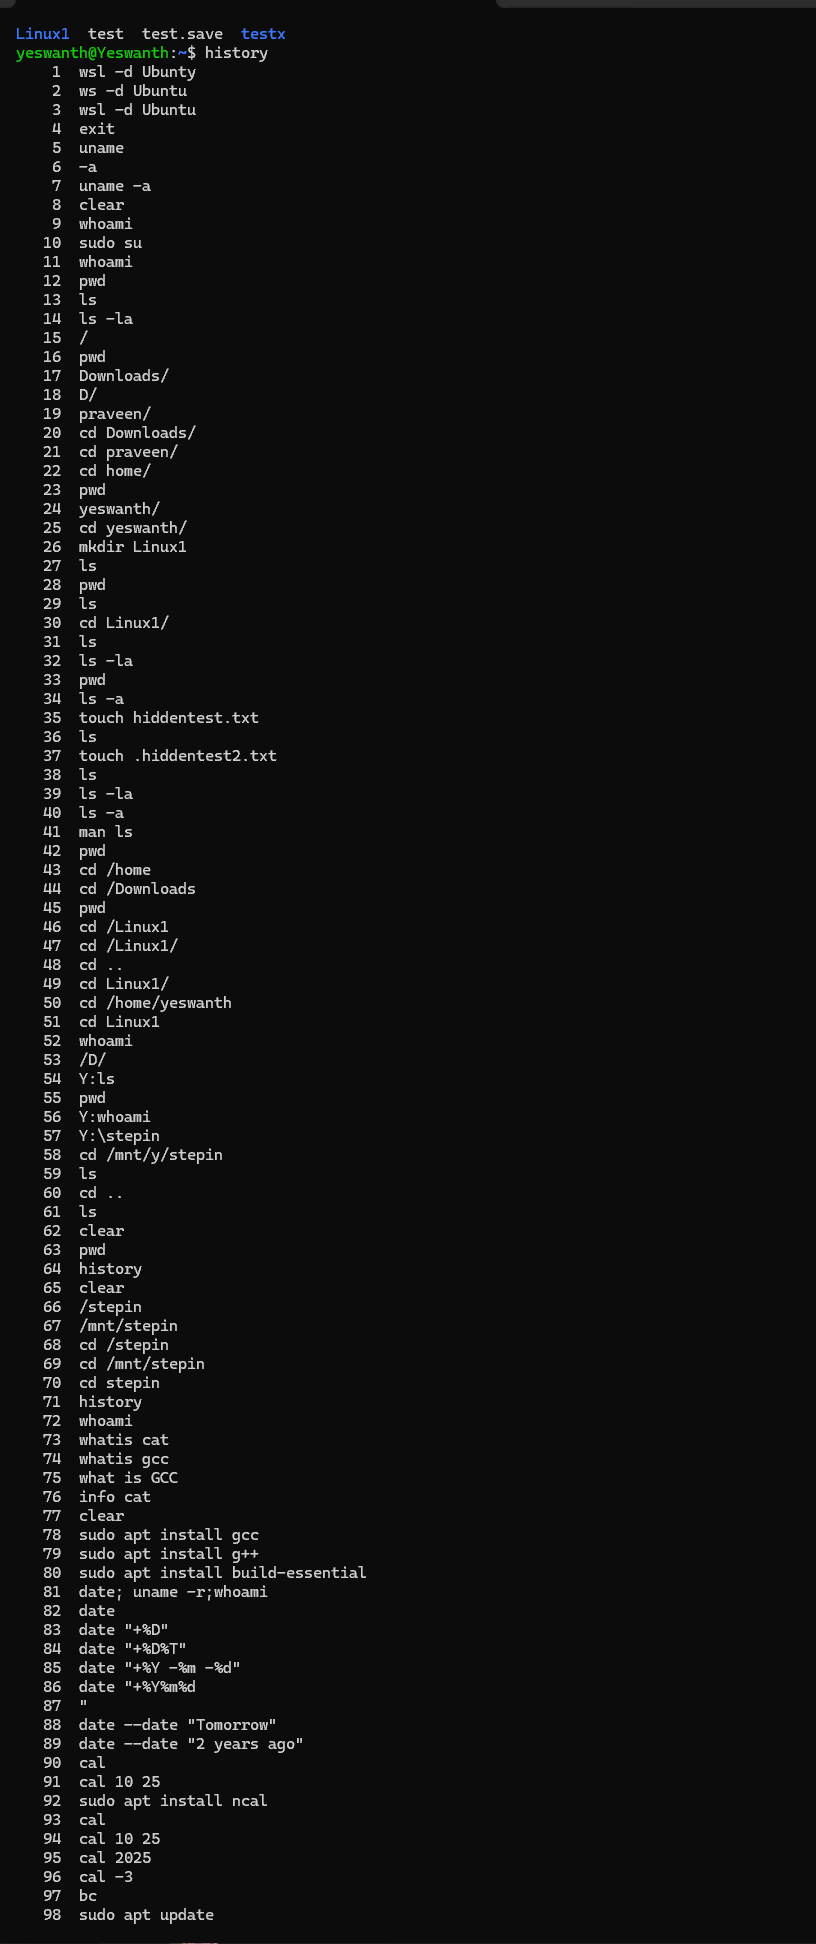 Linux1  test  test.save  testx
yeswanth@Yeswanth:~$ history
    1  wsl -d Ubunty
    2  ws -d Ubuntu
    3  wsl -d Ubuntu
    4  exit
    5  uname
    6  -a
    7  uname -a
    8  clear
    9  whoami
   10  sudo su
   11  whoami
   12  pwd
   13  ls
   14  ls -la
   15  /
   16  pwd
   17  Downloads/
   18  D/
   19  praveen/
   20  cd Downloads/
   21  cd praveen/
   22  cd home/
   23  pwd
   24  yeswanth/
   25  cd yeswanth/
   26  mkdir Linux1
   27  ls
   28  pwd
   29  ls
   30  cd Linux1/
   31  ls
   32  ls -la
   33  pwd
   34  ls -a
   35  touch hiddentest.txt
   36  ls
   37  touch .hiddentest2.txt
   38  ls
   39  ls -la
   40  ls -a
   41  man ls
   42  pwd
   43  cd /home
   44  cd /Downloads
   45  pwd
   46  cd /Linux1
   47  cd /Linux1/
   48  cd ..
   49  cd Linux1/
   50  cd /home/yeswanth
   51  cd Linux1
   52  whoami
   53  /D/
   54  Y:ls
   55  pwd
   56  Y:whoami
   57  Y:\stepin
   58  cd /mnt/y/stepin
   59  ls
   60  cd ..
   61  ls
   62  clear
   63  pwd
   64  history
   65  clear
   66  /stepin
   67  /mnt/stepin
   68  cd /stepin
   69  cd /mnt/stepin
   70  cd stepin
   71  history
   72  whoami
   73  whatis cat
   74  whatis gcc
   75  what is GCC
   76  info cat
   77  clear
   78  sudo apt install gcc
   79  sudo apt install g++
   80  sudo apt install build-essential
   81  date; uname -r;whoami
   82  date
   83  date "+%D"
   84  date "+%D%T"
   85  date "+%Y -%m -%d"
   86  date "+%Y%m%d
   87  "
   88  date --date "Tomorrow"
   89  date --date "2 years ago"
   90  cal
   91  cal 10 25
   92  sudo apt install ncal
   93  cal
   94  cal 10 25
   95  cal 2025
   96  cal -3
   97  bc
   98  sudo apt update